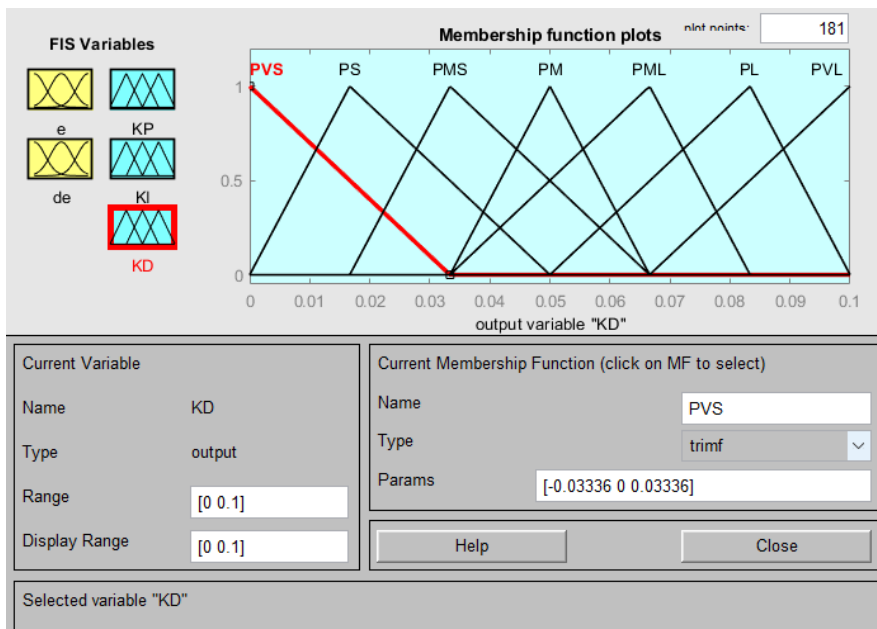 FIS Variables
Membership function plots
plot points:
181
PVS PS PMS PM PML PL PVL
1
0.5
0
0 0.01 0.02 0.03 0.04 0.05 0.06 0.07 0.08 0.09 0.1
output variable "KD"
e KP
de KI
KD
Current Variable
Name KD
Type output
Range [0 0.1]
Display Range [0 0.1]
Current Membership Function (click on MF to select)
Name PVS
Type trimf
Params [-0.03336 0 0.03336]
Help Close
Selected variable "KD"